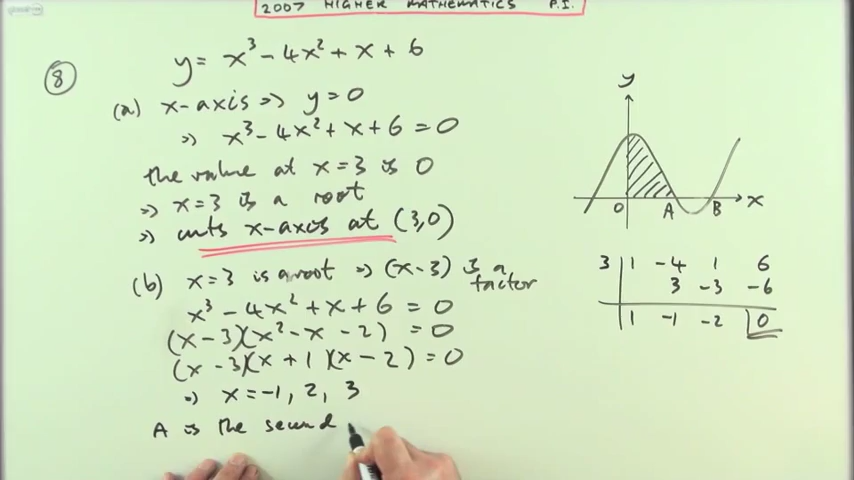 2007 HIGHER MATHEMATICS P.I.
8
y = x³ - 4x² + x + 6
(a) x-axis => y = 0
=> x³ - 4x² + x + 6 = 0
the value at x = 3 is 0
=> x = 3 is a root
=> cuts x-axis at (3,0)
(b) x = 3 is a root => (x-3) is a factor
x³ - 4x² + x + 6 = 0
(x - 3)(x² - x - 2) = 0
(x - 3)(x + 1)(x - 2) = 0
=> x = -1, 2, 3
A is the second
y
O A B x
3 | 1 -4 1 6
3 -3 -6
1 -1 -2 0